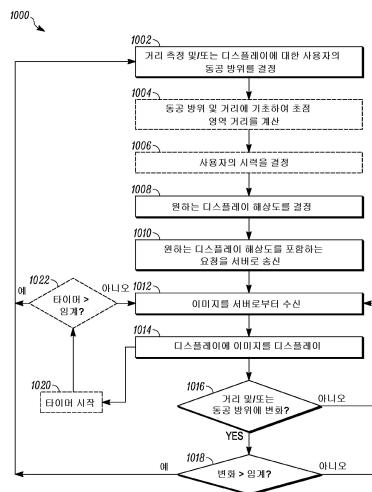 1000
1002
거리 측정 및/또는 디스플레이에 대한 사용자의
동공 방위를 결정
1004
동공 방위 및 거리에 기초하여 초점
영역 거리를 계산
1006
사용자의 시력을 결정
1008
원하는 디스플레이 해상도를 결정
1010
원하는 디스플레이 해상도를 포함하는
요청을 서버로 송신
1022
예
아니오
타이머 >
임계?
1012
이미지를 서버로부터 수신
1014
디스플레이에 이미지를 디스플레이
1020
타이머 시작
1016
거리 및/또는
동공 방위에 변화?
아니오
YES
1018
예
변화 > 임계?
아니오